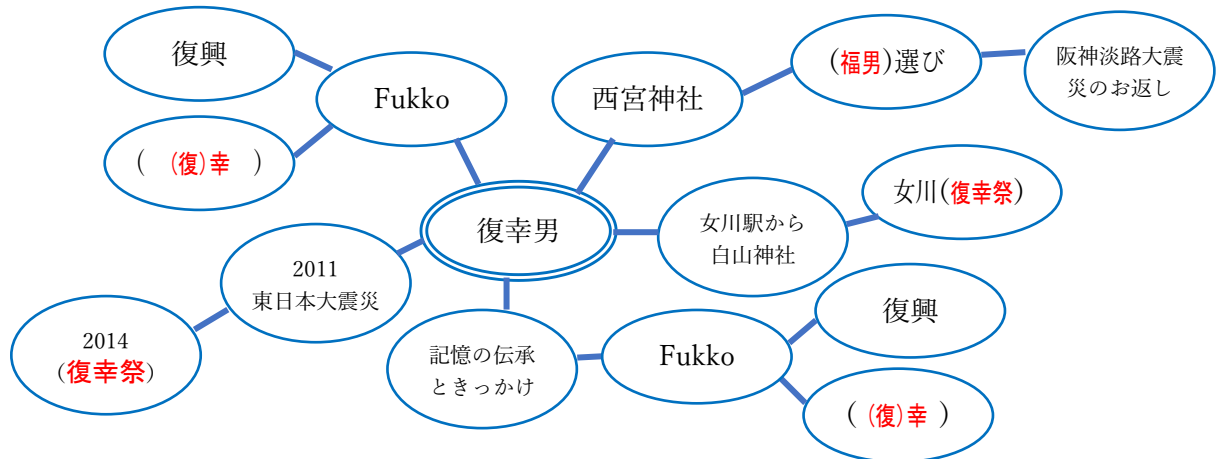 復興
Fukko
( (復)幸 )
西宮神社
(福男)選び
阪神淡路大震
災のお返し
復幸男
女川駅から
白山神社
女川(復幸祭)
2011
東日本大震災
2014
(復幸祭)
記憶の伝承
ときっかけ
Fukko
復興
( (復)幸 )